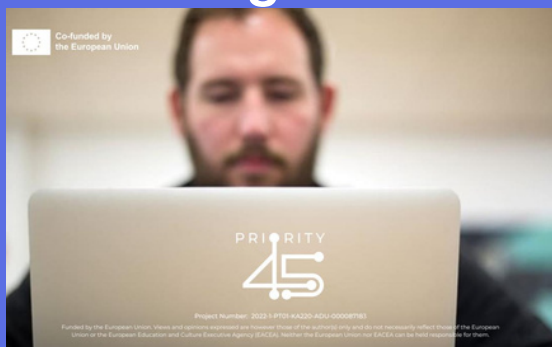 Co-funded by
the European Union
PRIORITY
45
Project Number: 2022-1-PT01-KA220-ADU-000087183
Funded by the European Union. Views and opinions expressed are however those of the author(s) only and do not necessarily reflect those of the European
Union or the European Education and Culture Executive Agency (EACEA). Neither the European Union nor EACEA can be held responsible for them.